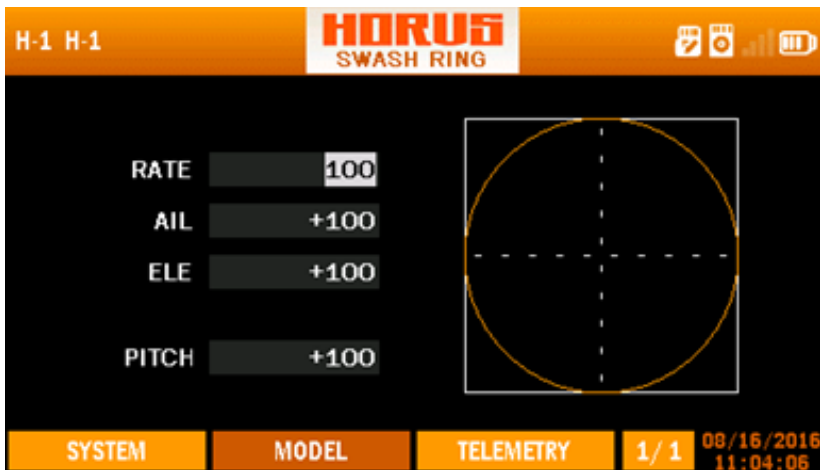 H-1 H-1
HORUS
SWASH RING
RATE 100
AIL +100
ELE +100
PITCH +100
SYSTEM MODEL TELEMETRY 1/1 08/16/2016
11:04:06